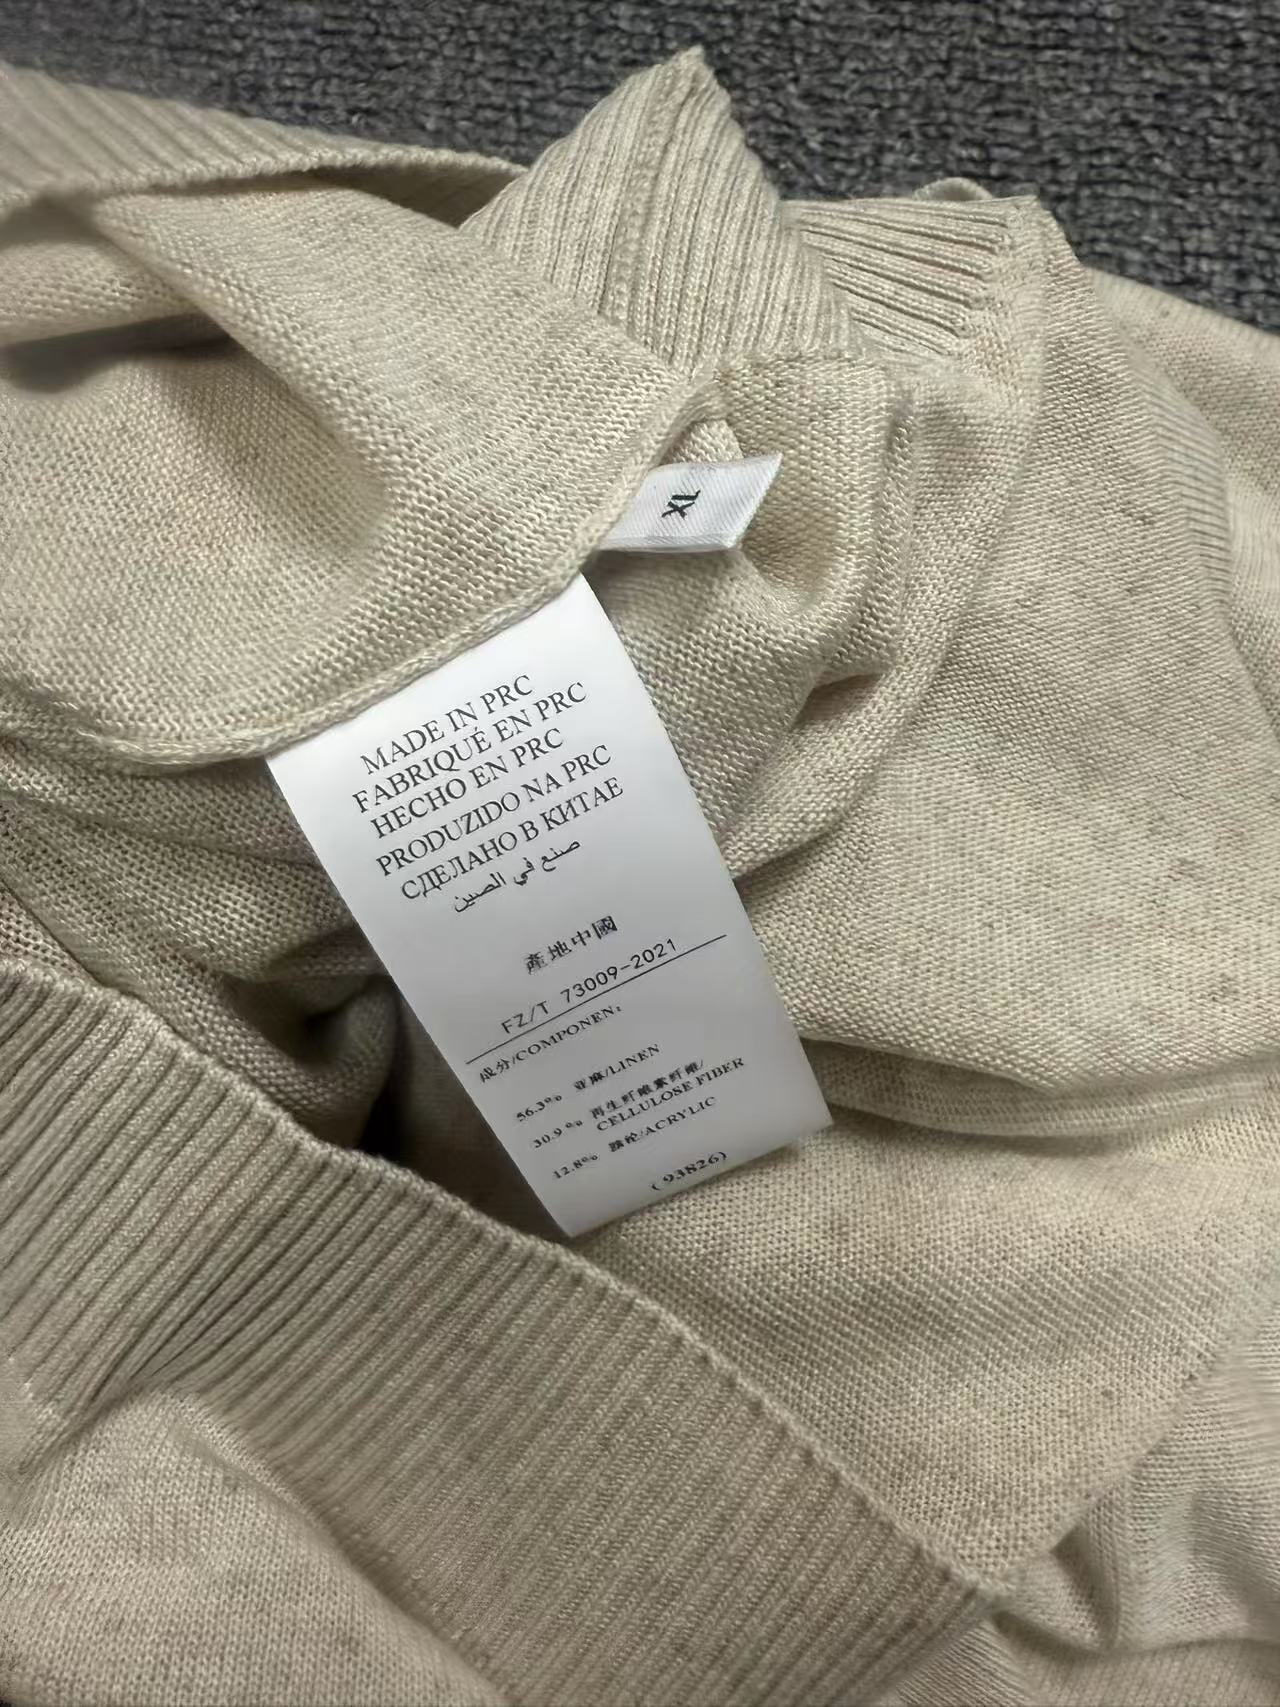 XL
MADE IN PRC
FABRIQUÉ EN PRC
HECHO EN PRC
PRODUZIDO NA PRC
СДЕЛАНО В КИТАЕ
صنع في الصين
產地中國
FZ/T 73009-2021
成分/COMPONEN:
56.3% 亚麻/LINEN
30.9 % 再生纤维素纤维/
CELLULOSE FIBER
12.8% 腈纶/ACRYLIC
(93826)